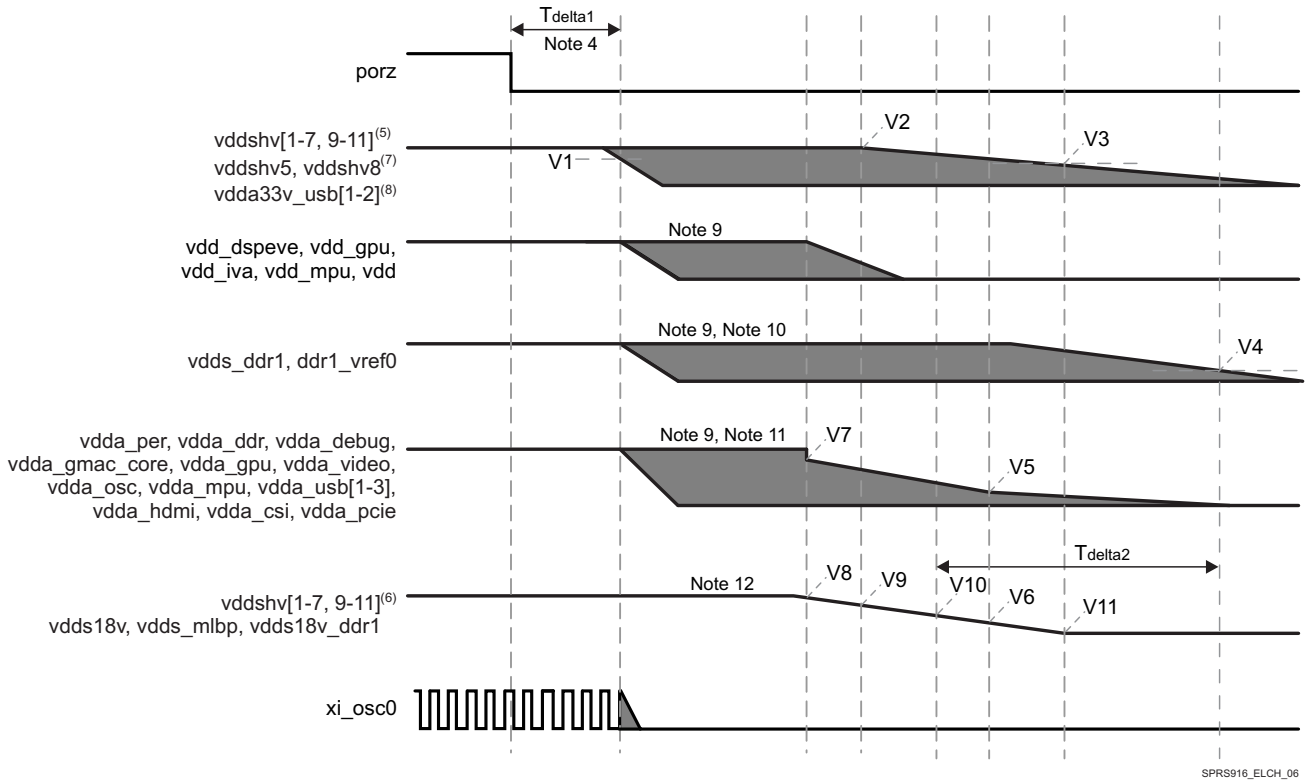 Tdelta1
Note 4
porz
vddshv[1-7, 9-11](5)
vddshv5, vddshv8(7)
vdda33v_usb[1-2](8)
V1
V2
V3
vdd_dspeve, vdd_gpu,
vdd_iva, vdd_mpu, vdd
Note 9
vdds_ddr1, ddr1_vref0
Note 9, Note 10
V4
vdda_per, vdda_ddr, vdda_debug,
vdda_gmac_core, vdda_gpu, vdda_video,
vdda_osc, vdda_mpu, vdda_usb[1-3],
vdda_hdmi, vdda_csi, vdda_pcie
Note 9, Note 11
V7
V5
Tdelta2
vddshv[1-7, 9-11](6)
vdds18v, vdds_mlbp, vdds18v_ddr1
Note 12
V8
V9
V10
V6
V11
xi_osc0
SPRS916_ELCH_06